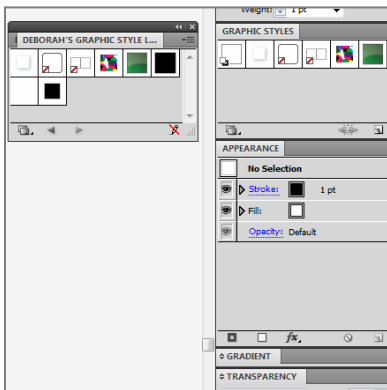 Weight: 1 pt
DEBORAH'S GRAPHIC STYLE L...
GRAPHIC STYLES
APPEARANCE
No Selection
Stroke: 1 pt
Fill:
Opacity: Default
fx
GRADIENT
TRANSPARENCY